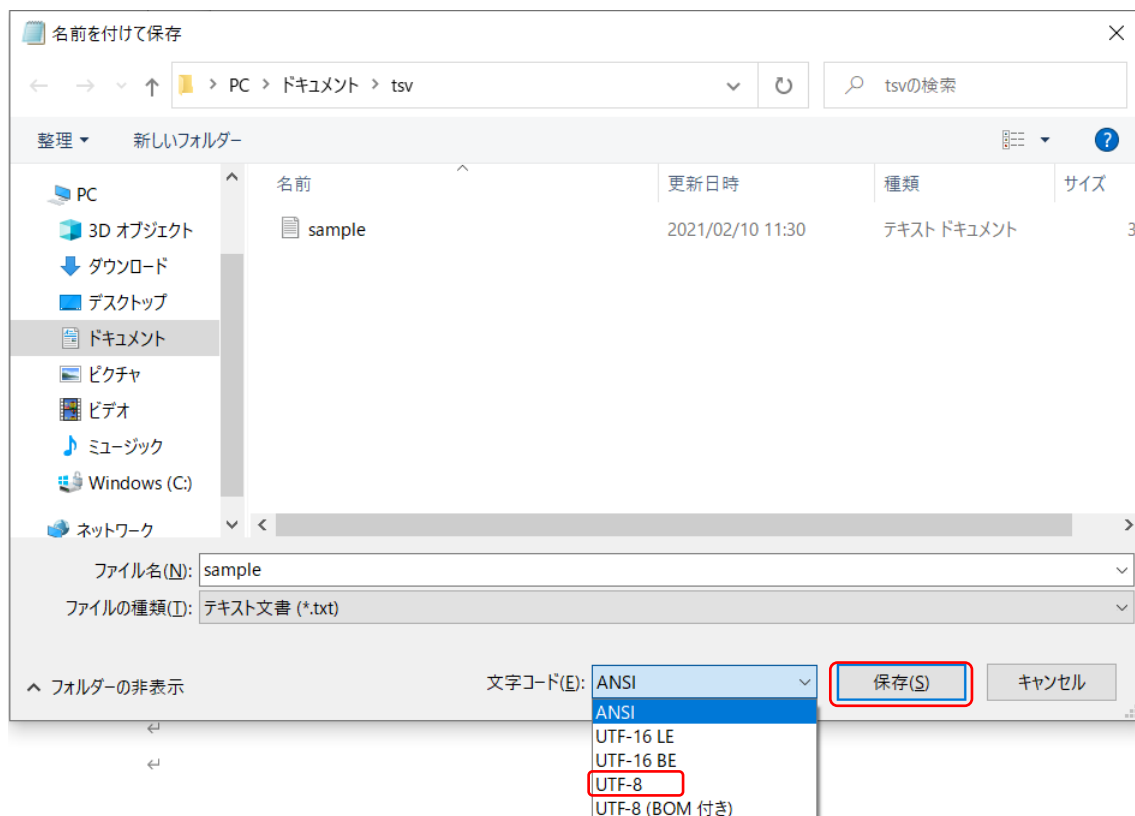 名前を付けて保存
PC > ドキュメント > tsv
tsvの検索
整理
新しいフォルダー
名前
更新日時
種類
サイズ
PC
3D オブジェクト
ダウンロード
デスクトップ
ドキュメント
ピクチャ
ビデオ
ミュージック
Windows (C:)
ネットワーク
sample
2021/02/10 11:30
テキスト ドキュメント
3
ファイル名(N): sample
ファイルの種類(T): テキスト文書 (*.txt)
フォルダーの非表示
文字コード(E): ANSI
保存(S)
キャンセル
ANSI
UTF-16 LE
UTF-16 BE
UTF-8
UTF-8 (BOM 付き)